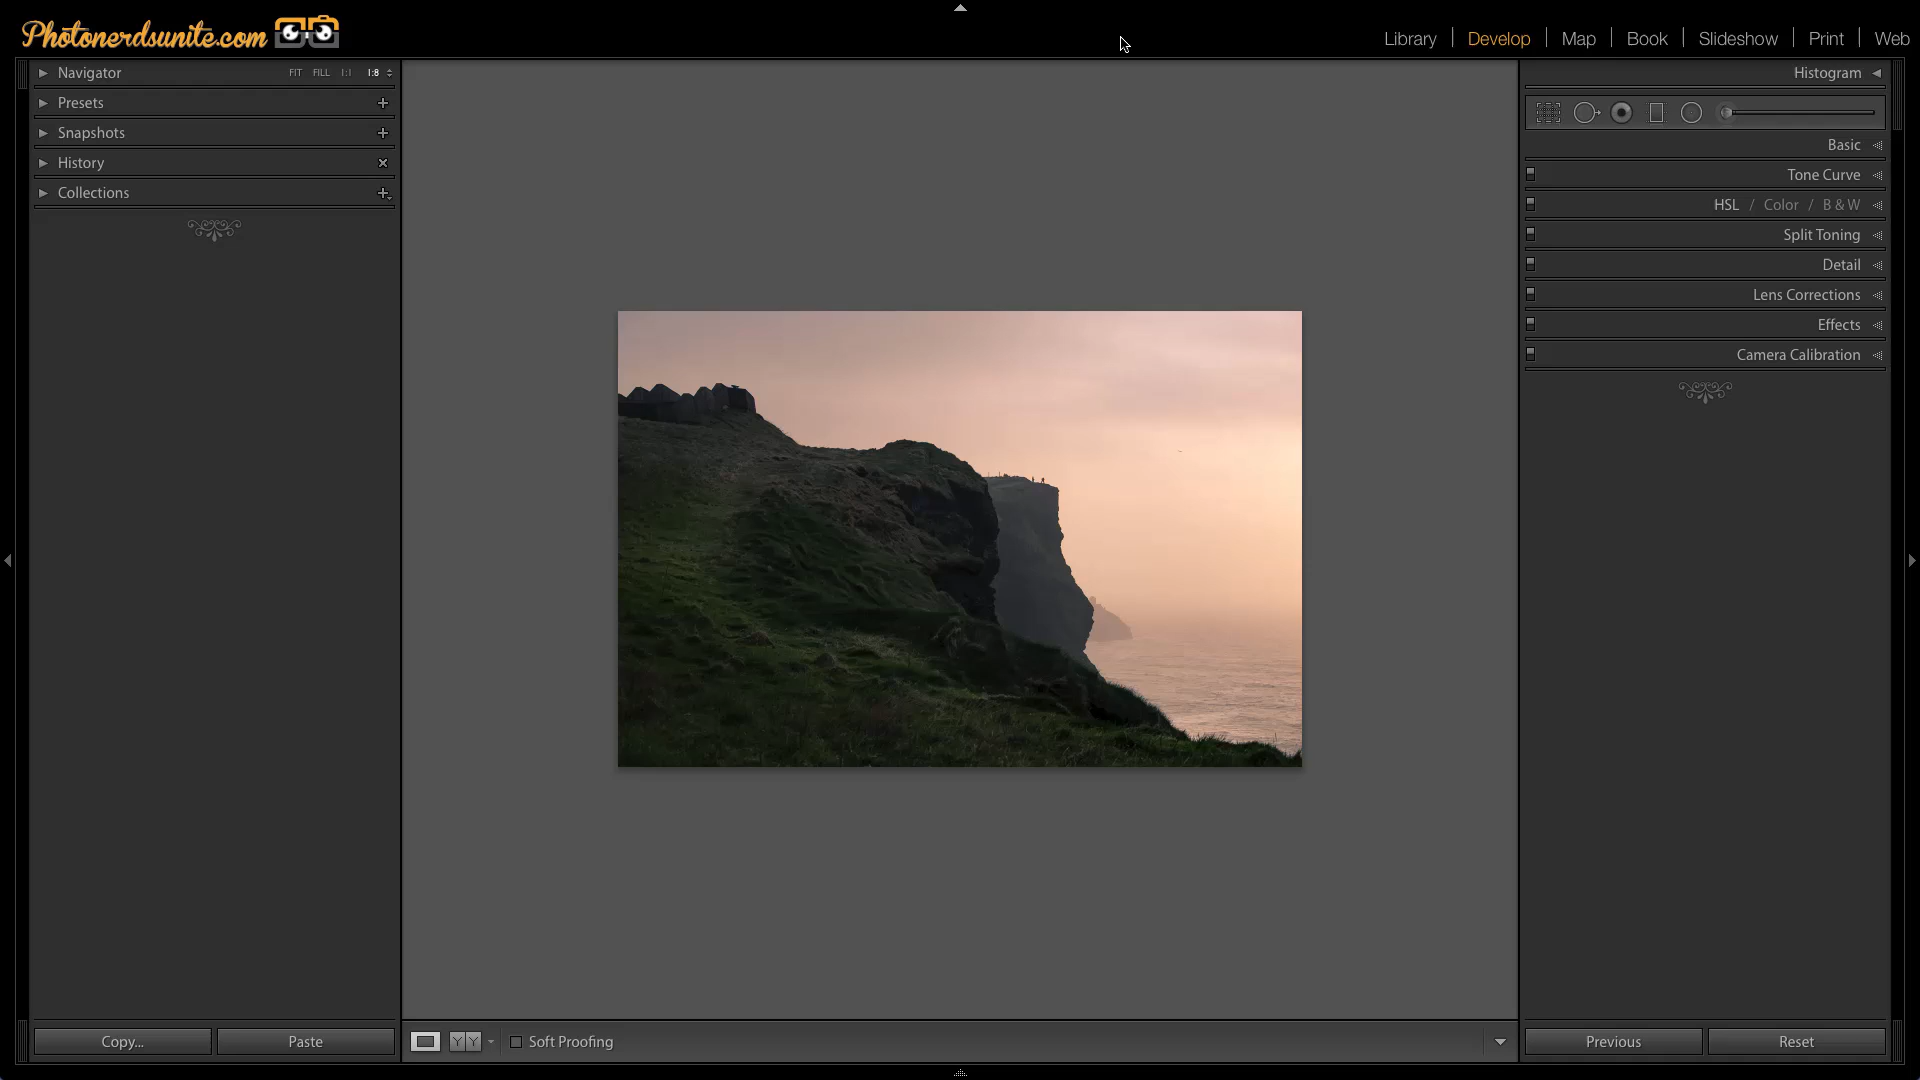 Photonerdsunite.com
Library | Develop | Map | Book | Slideshow | Print | Web
Navigator FIT FILL 1:1 1:8
Presets
Snapshots
History
Collections
Histogram
Basic
Tone Curve
HSL / Color / B & W
Split Toning
Detail
Lens Corrections
Effects
Camera Calibration
Copy... Paste
YY Soft Proofing
Previous Reset